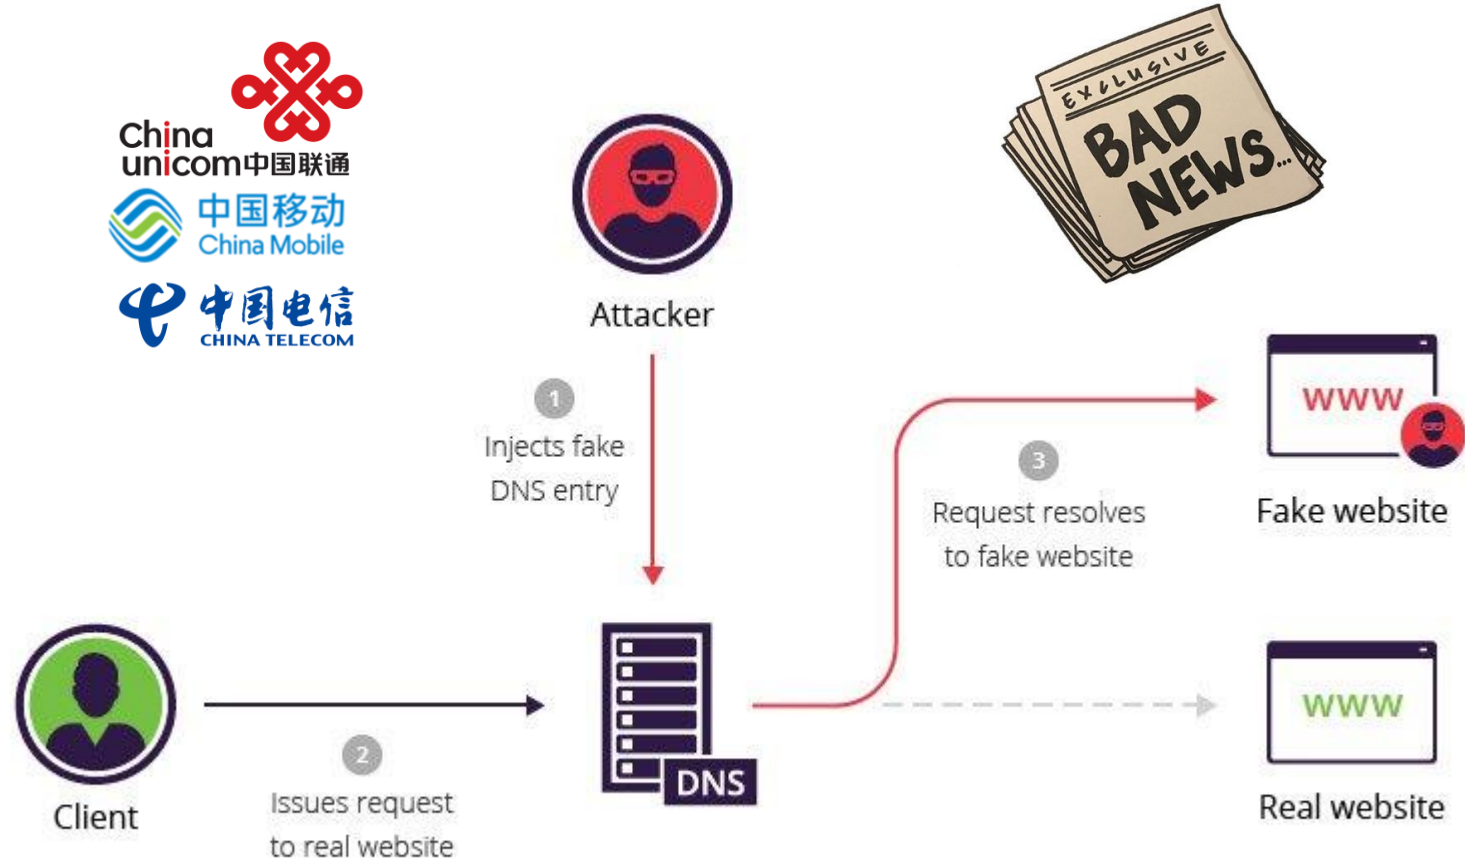 China
unicom中国联通
中国移动
China Mobile
中国电信
CHINA TELECOM
EXCLUSIVE
BAD
NEWS...
Attacker
1
Injects fake
DNS entry
www
3
Request resolves
to fake website
Fake website
DNS
www
Client
2
Issues request
to real website
Real website